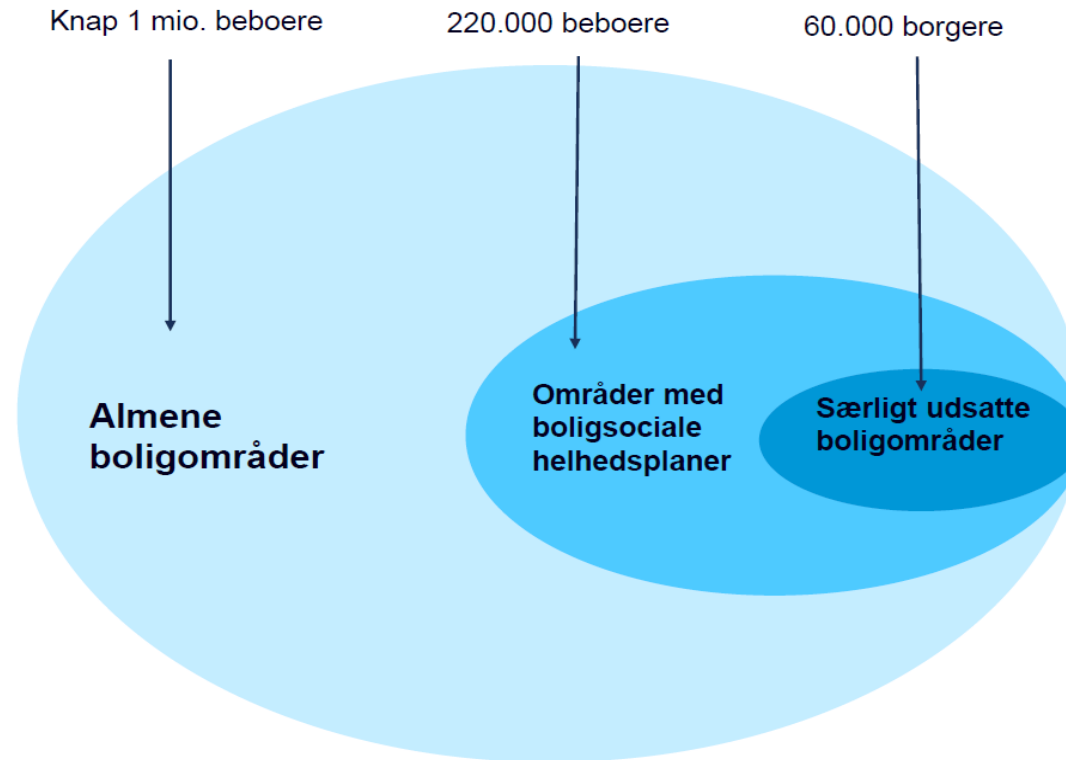 Knap 1 mio. beboere
220.000 beboere
60.000 borgere
Almene
boligområder
Områder med
boligsociale
helhedsplaner
Særligt udsatte
boligområder